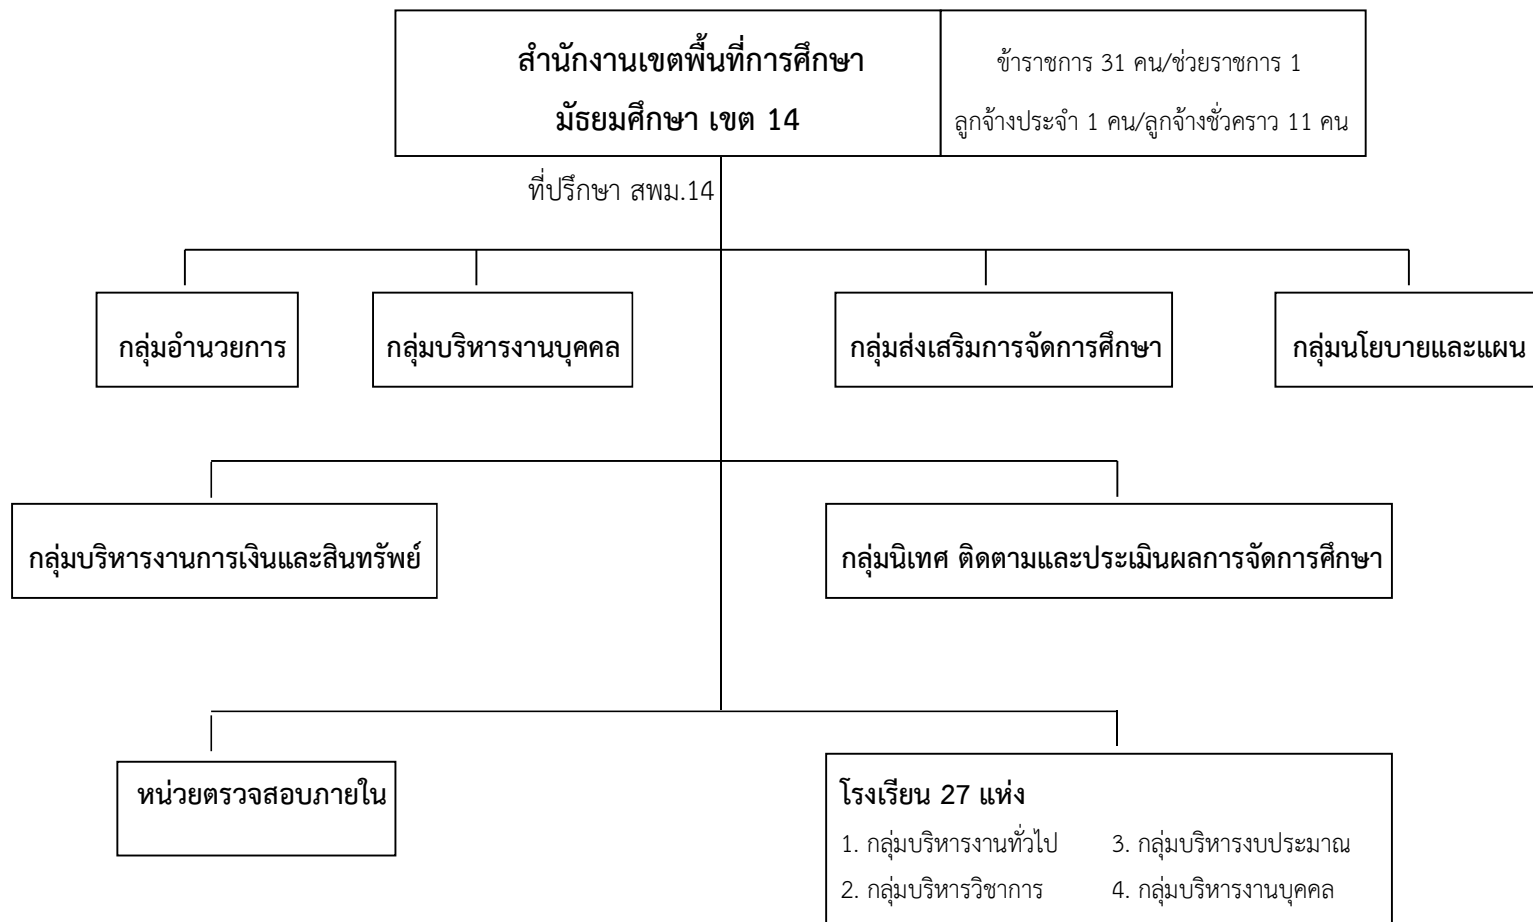 สำนักงานเขตพื้นที่การศึกษา
มัธยมศึกษา เขต 14
ข้าราชการ 31 คน/ช่วยราชการ 1
ลูกจ้างประจำ 1 คน/ลูกจ้างชั่วคราว 11 คน
ที่ปรึกษา สพม.14
กลุ่มอำนวยการ
กลุ่มบริหารงานบุคคล
กลุ่มส่งเสริมการจัดการศึกษา
กลุ่มนโยบายและแผน
กลุ่มบริหารงานการเงินและสินทรัพย์
กลุ่มนิเทศ ติดตามและประเมินผลการจัดการศึกษา
หน่วยตรวจสอบภายใน
โรงเรียน 27 แห่ง
1. กลุ่มบริหารงานทั่วไป 3. กลุ่มบริหารงบประมาณ
2. กลุ่มบริหารวิชาการ 4. กลุ่มบริหารงานบุคคล